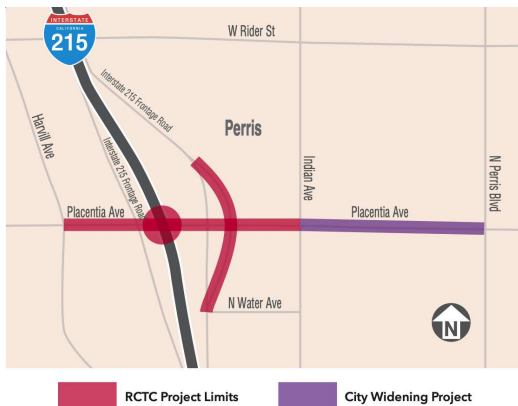 INTERSTATE
CALIFORNIA
215
W Rider St
Interstate 215 Frontage Road
Harvill Ave
Perris
Interstate 215 Frontage Road
Indian Ave
N Perris Blvd
Placentia Ave
Placentia Ave
N Water Ave
N
RCTC Project Limits
City Widening Project